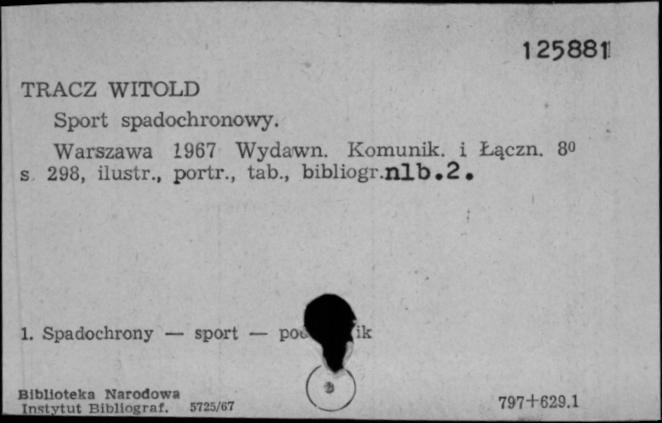 125881
TRACZ WITOLD
Sport spadochronowy.
Warszawa 1967 Wydawn. Komunik. i Łączn. 8⁰
s. 298, ilustr., portr., tab., bibliogr.nlb.2.
1. Spadochrony — sport —
Biblioteka Narodowa
Instytut Bibliograf. 5725/67
797+629.1